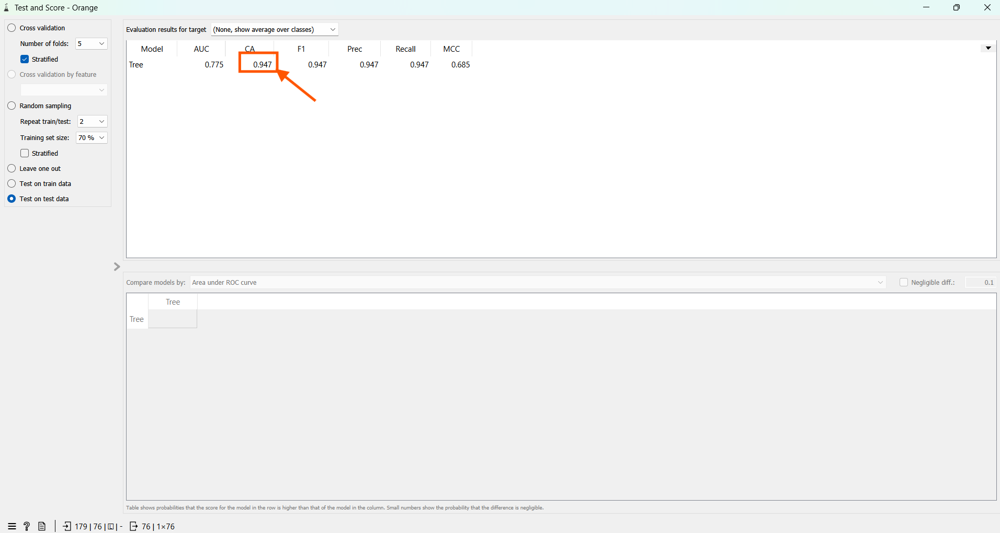 Test and Score - Orange
Cross validation
Number of folds: 5
Stratified
Cross validation by feature
Random sampling
Repeat train/test: 2
Training set size: 70 %
Stratified
Leave one out
Test on train data
Test on test data
Evaluation results for target (None, show average over classes)
Model AUC CA F1 Prec Recall MCC
Tree 0.775 0.947 0.947 0.947 0.947 0.685
Compare models by: Area under ROC curve
Negligible diff.: 0.1
Tree
Tree
Table shows probabilities that the score for the model in the row is higher than that of the model in the column. Small numbers show the probability that the difference is negligible.
? 179 | 76 | L | - 76 | 1×76